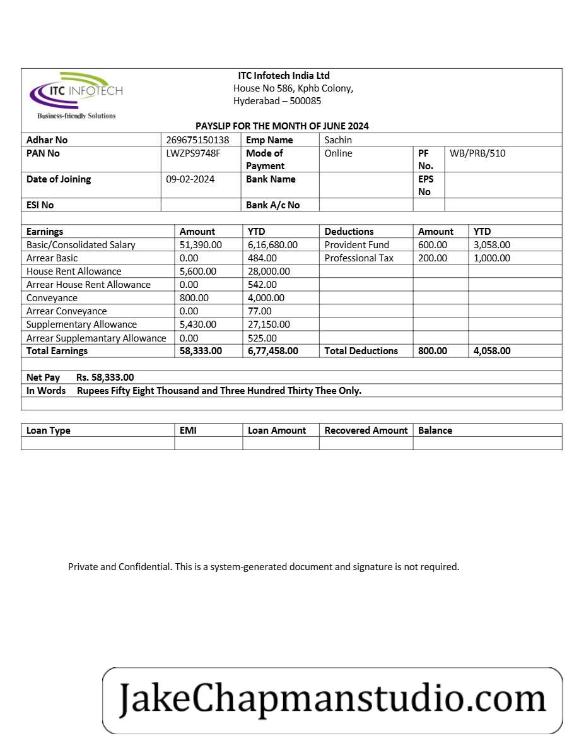 ITC INFOTECH
Business-friendly Solutions
ITC Infotech India Ltd
House No 586, Kphb Colony,
Hyderabad – 500085
PAYSLIP FOR THE MONTH OF JUNE 2024
Adhar No 269675150138 Emp Name Sachin
PAN No LWZPS9748F Mode of Payment Online PF No. WB/PRB/510
Date of Joining 09-02-2024 Bank Name EPS No
ESI No Bank A/c No
Earnings Amount YTD Deductions Amount YTD
Basic/Consolidated Salary 51,390.00 6,16,680.00 Provident Fund 600.00 3,058.00
Arrear Basic 0.00 484.00 Professional Tax 200.00 1,000.00
House Rent Allowance 5,600.00 28,000.00
Arrear House Rent Allowance 0.00 542.00
Conveyance 800.00 4,000.00
Arrear Conveyance 0.00 77.00
Supplementary Allowance 5,430.00 27,150.00
Arrear Supplemantary Allowance 0.00 525.00
Total Earnings 58,333.00 6,77,458.00 Total Deductions 800.00 4,058.00
Net Pay Rs. 58,333.00
In Words Rupees Fifty Eight Thousand and Three Hundred Thirty Thee Only.
Loan Type EMI Loan Amount Recovered Amount Balance
Private and Confidential. This is a system-generated document and signature is not required.
JakeChapmanstudio.com